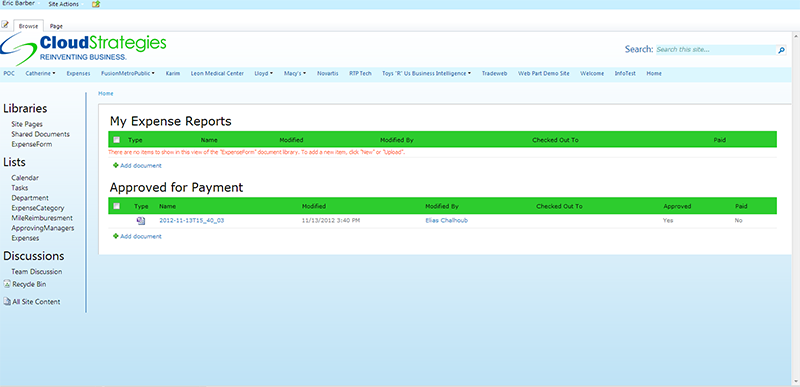 Eric Barber Site Actions
Browse Page
CloudStrategies
REINVENTING BUSINESS.
Search: Search this site...
POC Catherine Expenses FusionMetroPublic Karim Leon Medical Center Lloyd Macy's Novartis RTP Tech Toys "R" Us Business Intelligence Tradeweb Web Part Demo Site Welcome InfoTest Home
Home
Libraries
Site Pages
Shared Documents
ExpenseForm
Lists
Calendar
Tasks
Department
ExpenseCategory
MileReimburesment
ApprovingManagers
Expenses
Discussions
Team Discussion
Recycle Bin
All Site Content
My Expense Reports
Type Name Modified Modified By Checked Out To Paid
There are no items to show in this view of the "ExpenseForm" document library. To add a new item, click "New" or "Upload".
Add document
Approved for Payment
Type Name Modified Modified By Checked Out To Approved Paid
2012-11-13T15_40_03 11/13/2012 3:40 PM Elias Chalhoub Yes No
Add document